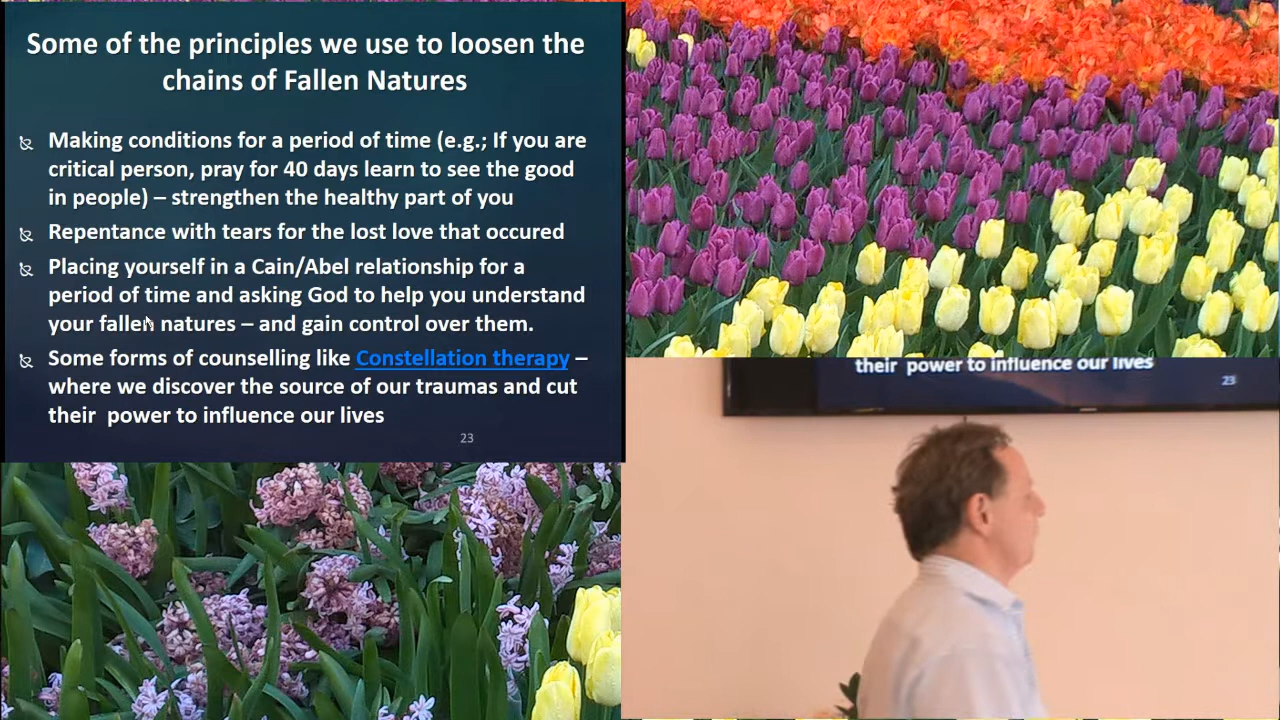 Some of the principles we use to loosen the
chains of Fallen Natures
Making conditions for a period of time (e.g.; If you are
critical person, pray for 40 days learn to see the good
in people) – strengthen the healthy part of you
Repentance with tears for the lost love that occured
Placing yourself in a Cain/Abel relationship for a
period of time and asking God to help you understand
your fallen natures – and gain control over them.
Some forms of counselling like Constellation therapy –
where we discover the source of our traumas and cut
their power to influence our lives
23
their power to influence our lives
23